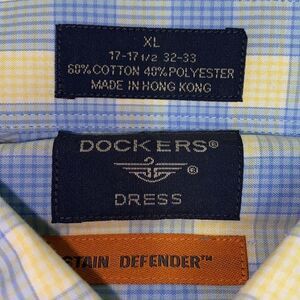 XL
17-17 1/2 32-33
60% COTTON 40% POLYESTER
MADE IN HONG KONG
DOCKERS®
®
DRESS
STAIN DEFENDER™